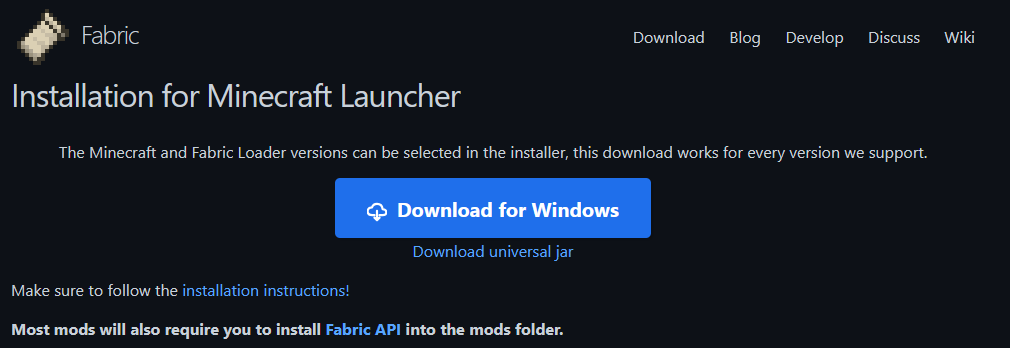 Fabric
Download Blog Develop Discuss Wiki
Installation for Minecraft Launcher
The Minecraft and Fabric Loader versions can be selected in the installer, this download works for every version we support.
Download for Windows
Download universal jar
Make sure to follow the installation instructions!
Most mods will also require you to install Fabric API into the mods folder.